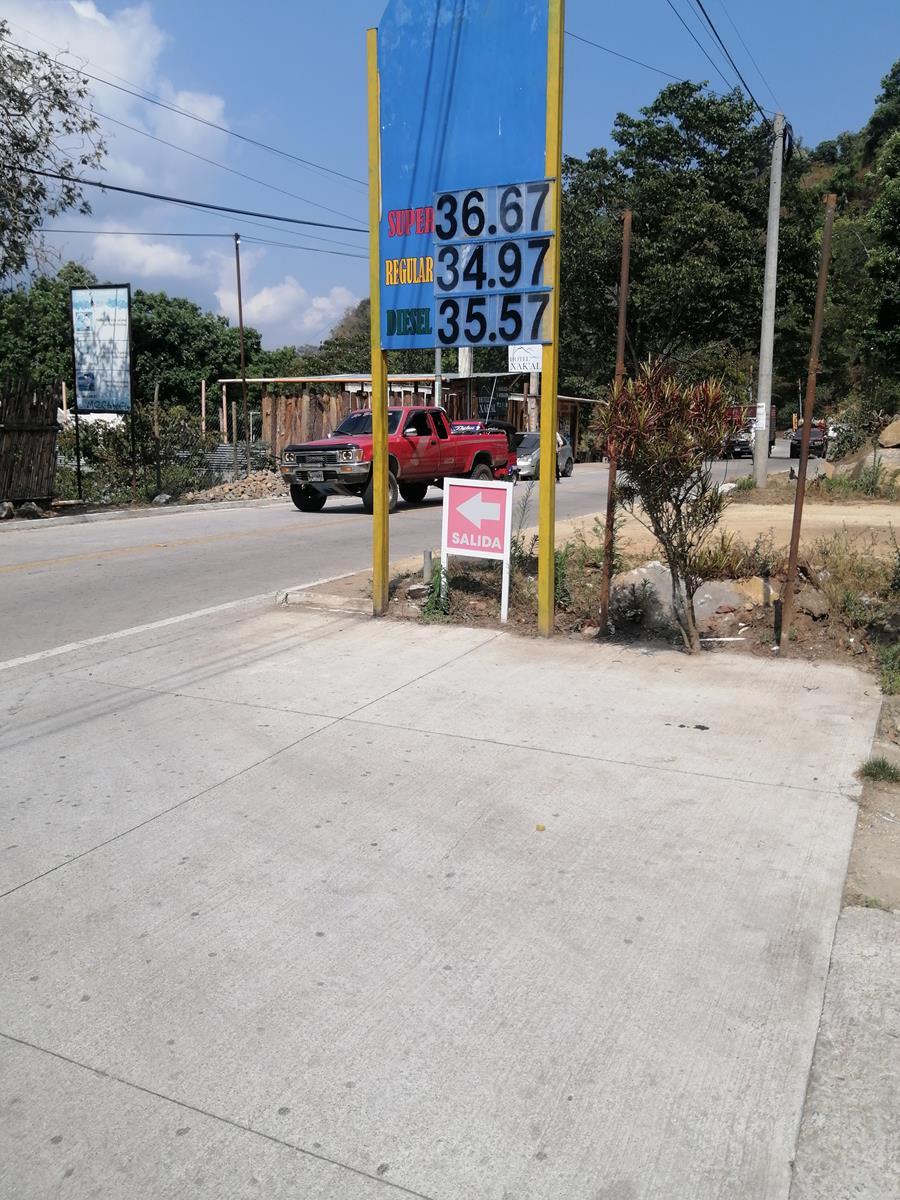 SUPER 36.67
REGULAR 34.97
DIESEL 35.57
HOTEL
XAK'AL
SALIDA